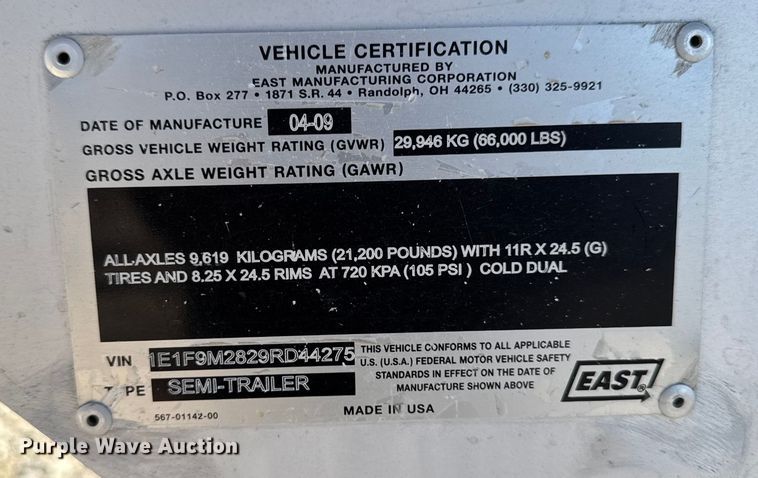 VEHICLE CERTIFICATION
MANUFACTURED BY
EAST MANUFACTURING CORPORATION
P.O. Box 277 • 1871 S.R. 44 • Randolph, OH 44265 • (330) 325-9921
DATE OF MANUFACTURE 04-09
GROSS VEHICLE WEIGHT RATING (GVWR) 29,946 KG (66,000 LBS)
GROSS AXLE WEIGHT RATING (GAWR)
ALL AXLES 9,619 KILOGRAMS (21,200 POUNDS) WITH 11R X 24.5 (G)
TIRES AND 8.25 X 24.5 RIMS AT 720 KPA (105 PSI ) COLD DUAL
VIN 1E1F9M2829RD44275
TYPE SEMI-TRAILER
THIS VEHICLE CONFORMS TO ALL APPLICABLE
U.S. (U.S.A.) FEDERAL MOTOR VEHICLE SAFETY
STANDARDS IN EFFECT ON THE DATE OF
MANUFACTURE SHOWN ABOVE
EAST®
567-01142-00
MADE IN USA
Purple Wave Auction